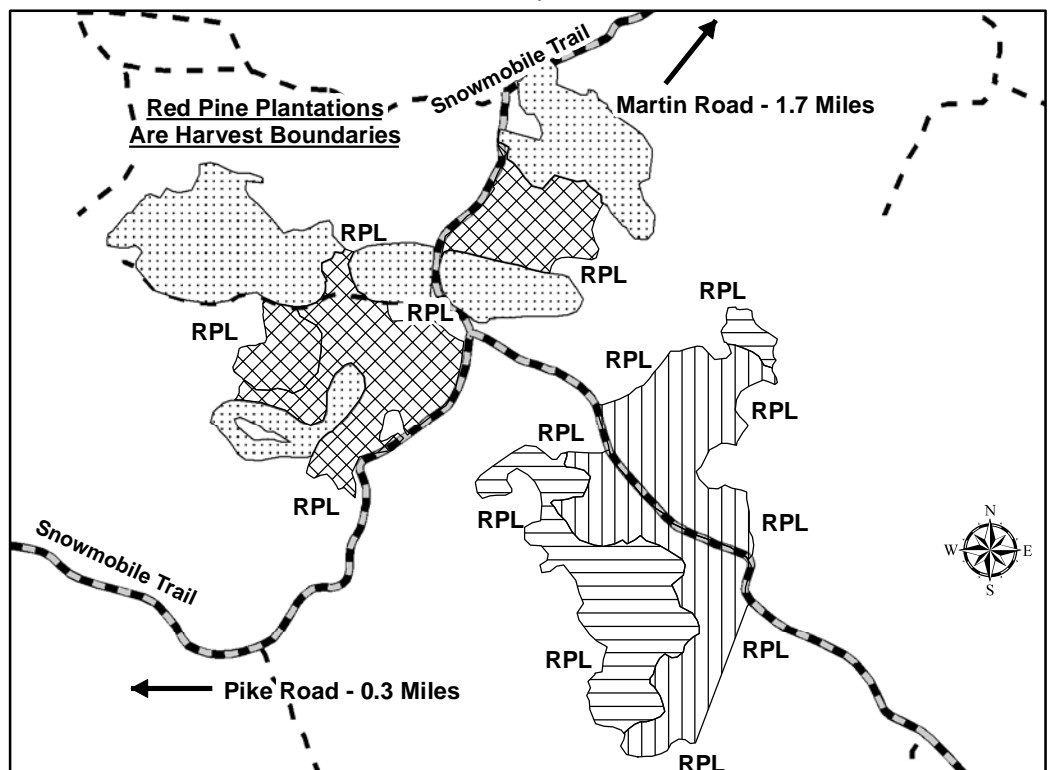 Snowmobile Trail
Martin Road - 1.7 Miles
Red Pine Plantations
Are Harvest Boundaries
RPL
RPL
RPL
RPL
RPL
RPL
RPL
RPL
RPL
RPL
RPL
RPL
RPL
RPL
N
W
E
S
Snowmobile Trail
Pike Road - 0.3 Miles